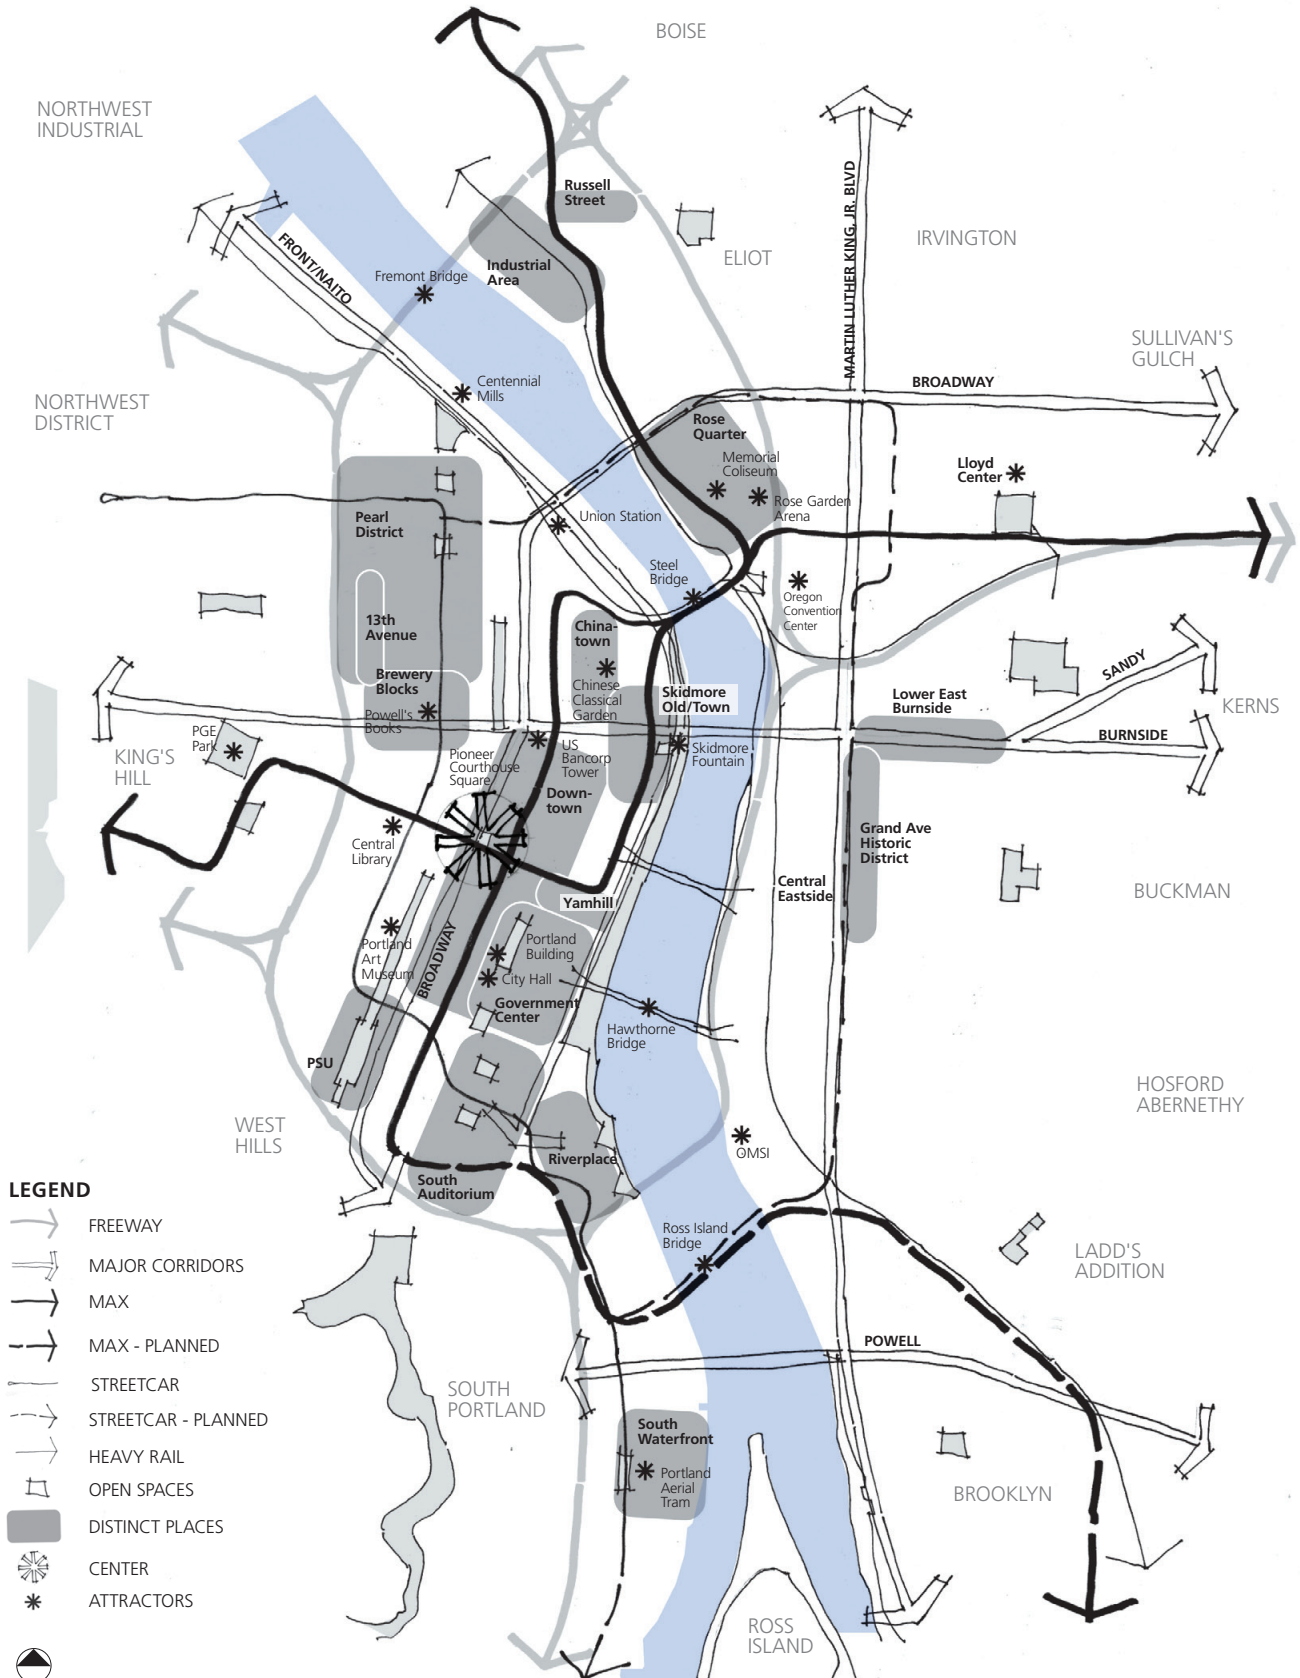 BOISE
NORTHWEST
INDUSTRIAL
MARTIN LUTHER KING, JR. BLVD
Russell
Street
IRVINGTON
ELIOT
FRONT/NAITO
Industrial
Area
Fremont Bridge
SULLIVAN'S
GULCH
Centennial
Mills
BROADWAY
NORTHWEST
DISTRICT
Rose
Quarter
Memorial
Coliseum
Lloyd
Center
Rose Garden
Arena
Pearl
District
Union Station
Steel
Bridge
Oregon
Convention
Center
13th
Avenue
China-
town
Brewery
Blocks
Chinese
Classical
Garden
Skidmore
Old/Town
SANDY
Lower East
Burnside
KERNS
Powell's
Books
PGE
Park
BURNSIDE
KING'S
HILL
Pioneer
Courthouse
Square
US
Bancorp
Tower
Skidmore
Fountain
Down-
town
Central
Library
Grand Ave
Historic
District
Central
Eastside
BUCKMAN
Yamhill
BROADWAY
Portland
Art
Museum
Portland
Building
City Hall
Government
Center
Hawthorne
Bridge
PSU
HOSFORD
ABERNETHY
WEST
HILLS
OMSI
Riverplace
South
Auditorium
Ross Island
Bridge
LADD'S
ADDITION
POWELL
SOUTH
PORTLAND
South
Waterfront
Portland
Aerial
Tram
BROOKLYN
ROSS
ISLAND
LEGEND
FREEWAY
MAJOR CORRIDORS
MAX
MAX - PLANNED
STREETCAR
STREETCAR - PLANNED
HEAVY RAIL
OPEN SPACES
DISTINCT PLACES
CENTER
ATTRACTORS